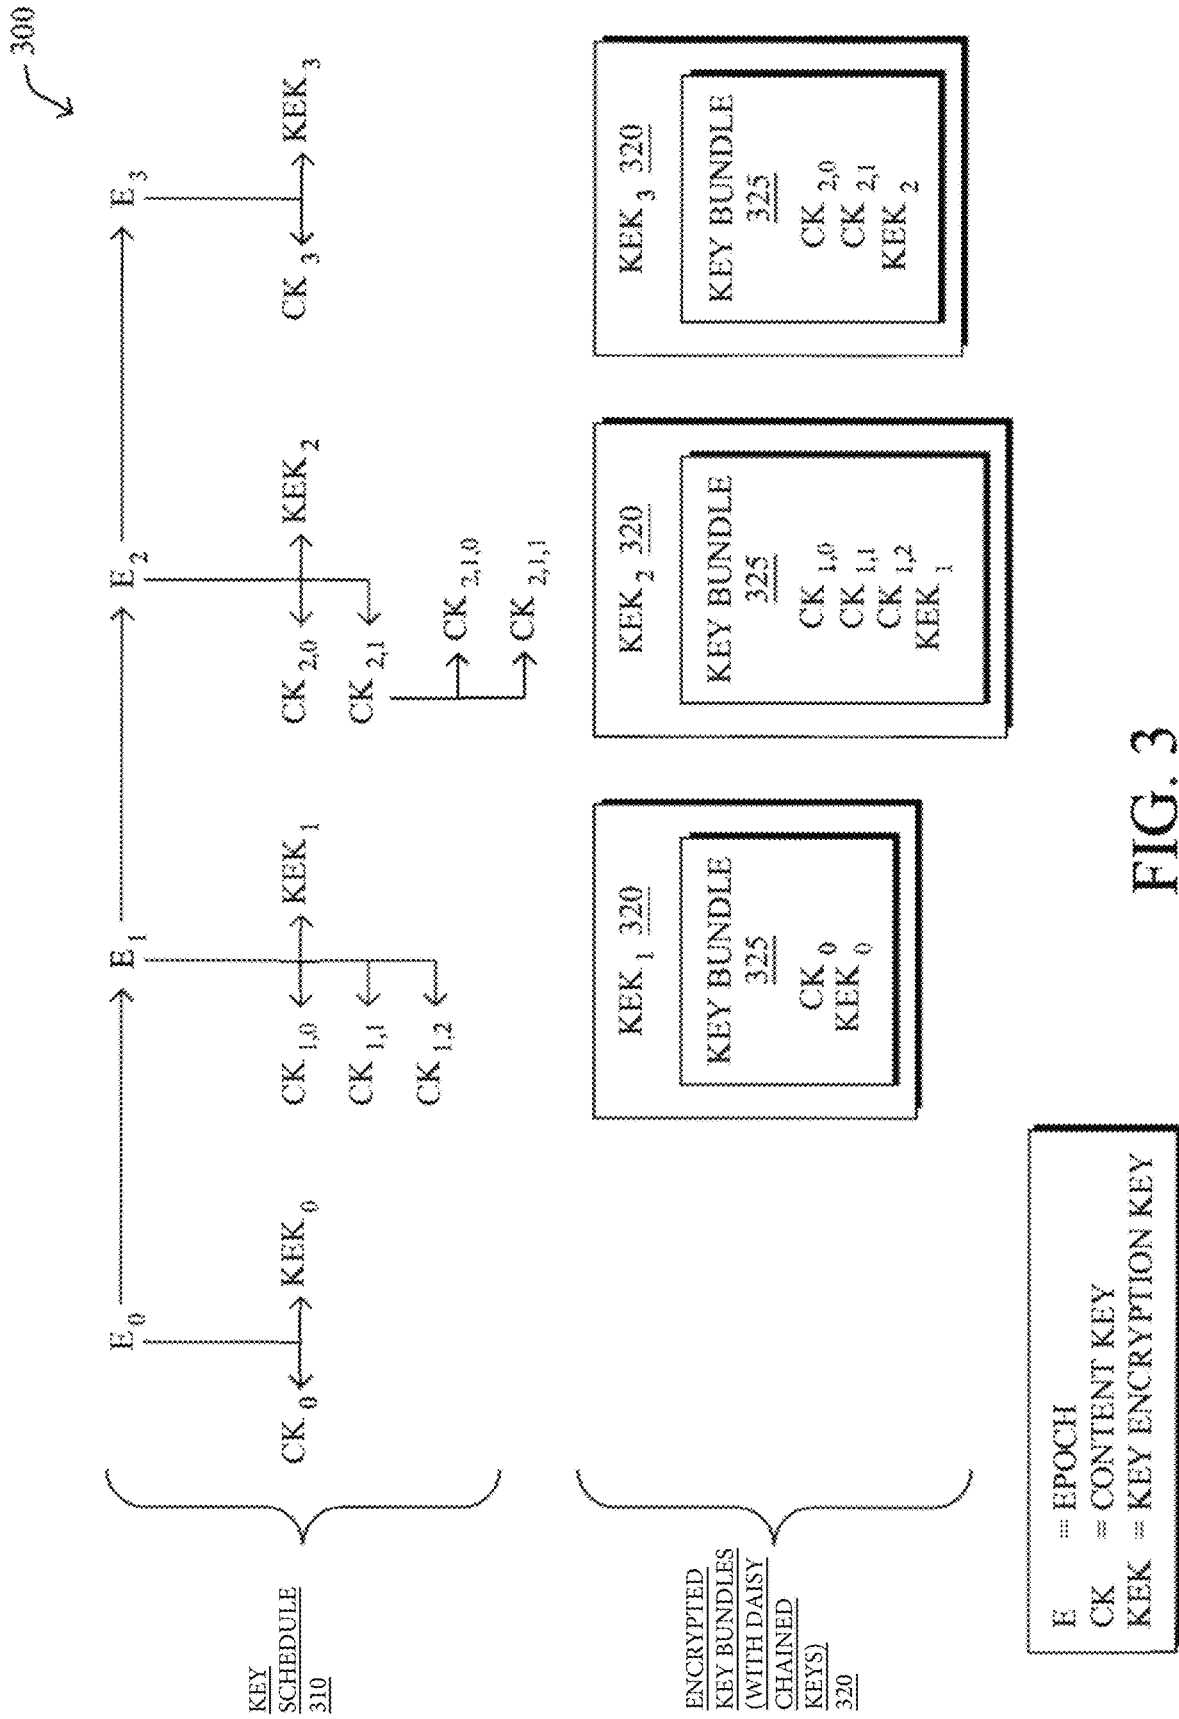 300
E0
E1
E2
E3
CK0
KEK0
CK1,0
KEK1
CK1,1
CK1,2
CK2,0
KEK2
CK2,1
CK2,1,0
CK2,1,1
CK3
KEK3
KEY
SCHEDULE
310
ENCRYPTED
KEY BUNDLES
(WITH DAISY
CHAINED
KEYS)
320
KEK1 320
KEY BUNDLE
325
CK0
KEK0
KEK2 320
KEY BUNDLE
325
CK1,0
CK1,1
CK1,2
KEK1
KEK3 320
KEY BUNDLE
325
CK2,0
CK2,1
KEK2
E = EPOCH
CK = CONTENT KEY
KEK = KEY ENCRYPTION KEY
FIG. 3